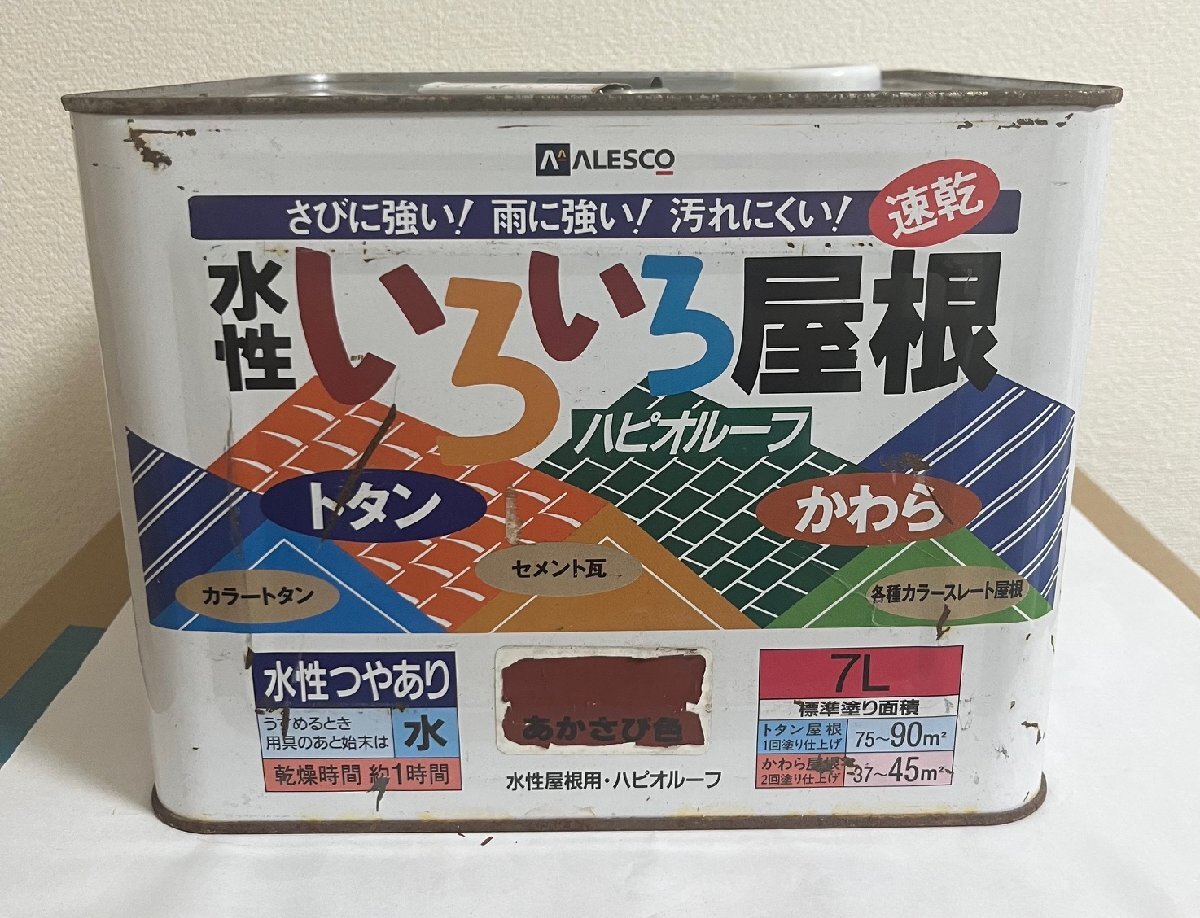 ALESCO
さびに強い! 雨に強い! 汚れにくい!
速乾
水性いろいろ屋根
ハピオルーフ
トタン
かわら
セメント瓦
カラートタン
各種カラースレート屋根
水性つやあり
うすめるとき
用具のあと始末は
水
乾燥時間 約1時間
あかさび色
水性屋根用・ハピオルーフ
7L
標準塗り面積
トタン屋根
1回塗り仕上げ
75~90m²
かわら屋根
2回塗り仕上げ
37~45m²